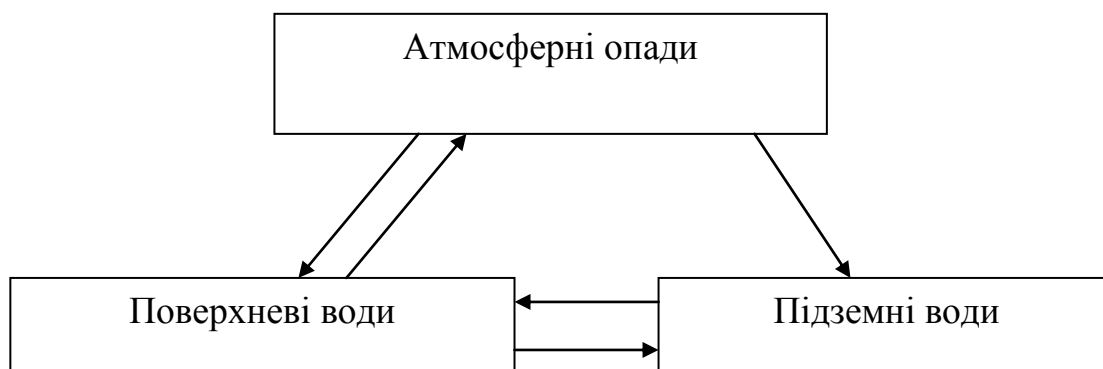 Атмосферні опади
Поверхневі води
Підземні води